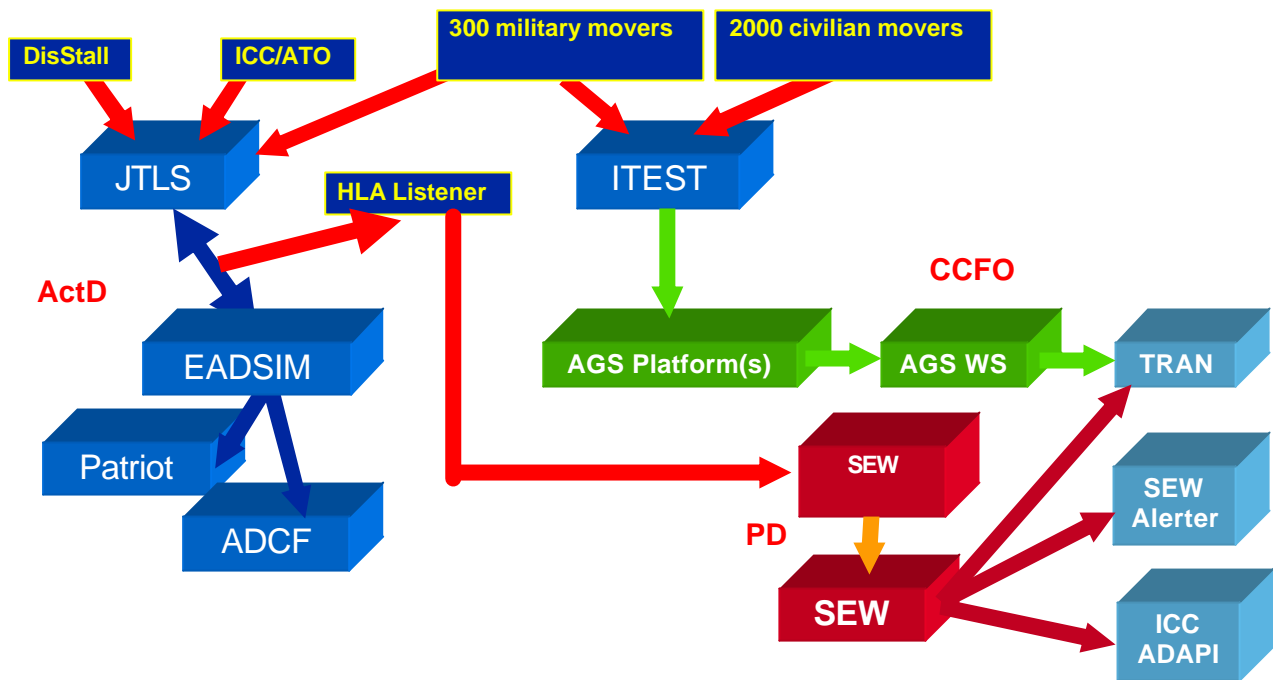 300 military movers
2000 civilian movers
DisStall
ICC/ATO
JTLS
ITEST
HLA Listener
ActD
CCFO
EADSIM
AGS Platform(s)
AGS WS
TRAN
Patriot
SEW
SEW
Alerter
ADCF
PD
SEW
ICC
ADAPI